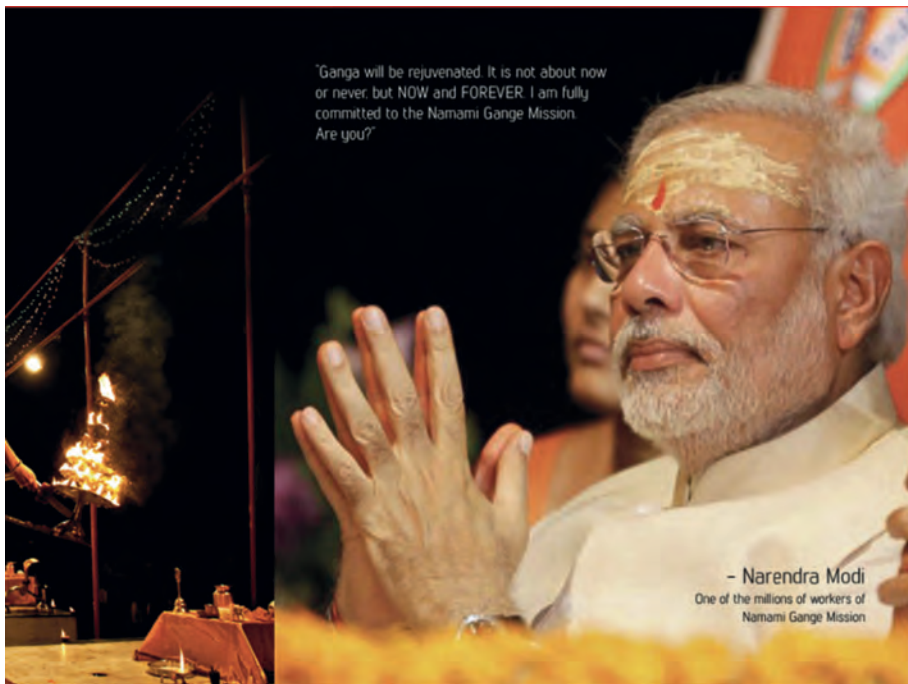 "Ganga will be rejuvenated. It is not about now
or never, but NOW and FOREVER. I am fully
committed to the Namami Gange Mission.
Are you?"
– Narendra Modi
One of the millions of workers of
Namami Gange Mission